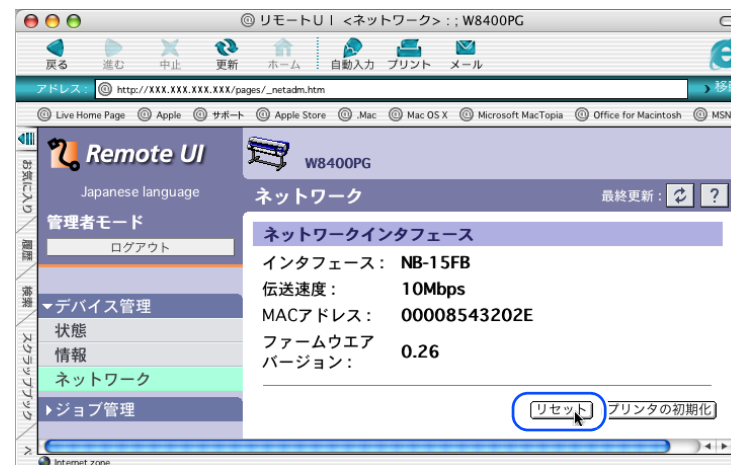 リモートUI <ネットワーク> : ; W8400PG
戻る 進む 中止 更新 ホーム 自動入力 プリント メール
アドレス: http://XXX.XXX.XXX.XXX/pages/_netadm.htm 移
Live Home Page Apple サポート Apple Store .Mac Mac OS X Microsoft MacTopia Office for Macintosh MSN
お気に入り
履歴
検索
スクラップブック
Remote UI
Japanese language
管理者モード
ログアウト
▼デバイス管理
状態
情報
ネットワーク
▶ジョブ管理
W8400PG
ネットワーク
最終更新: ?
ネットワークインタフェース
インタフェース: NB-15FB
伝送速度: 10Mbps
MACアドレス: 00008543202E
ファームウエア
バージョン: 0.26
リセット プリンタの初期化
Internet zone